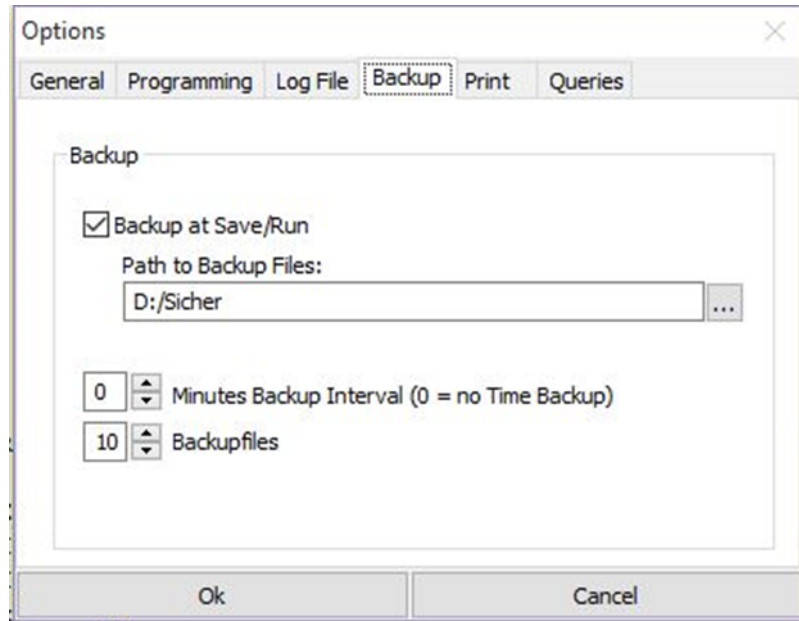 Options
General Programming Log File Backup Print Queries
Backup
Backup at Save/Run
Path to Backup Files:
D:/Sicher
...
0 Minutes Backup Interval (0 = no Time Backup)
10 Backupfiles
Ok Cancel